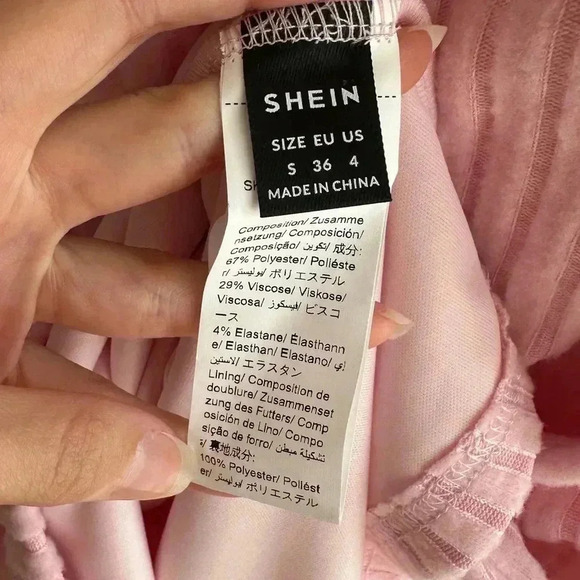 SHEIN
SIZE EU US
S 36 4
MADE IN CHINA
SK
Composition/ Zusamme
nsetzung/ Composición/
Composição/ تكوين/ 成分:
67% Polyester/ Poliéste
r/ بوليستر/ ポリエステル
29% Viscose/ Viskose/
Viscosa/ فيسكوز/ ビスコ
ース
4% Elastane/ Élasthann
e/ Elasthan/ Elastano/ إي
لاستين/ エラスタン
Lining/ Composition de
doublure/ Zusammenset
zung des Futters/ Comp
osición de Lino/ Compo
sição de forro/ تشكيلة مبطن
ة/ 裏地成分:
100% Polyester/ Poliést
er/ بوليستر/ ポリエステル